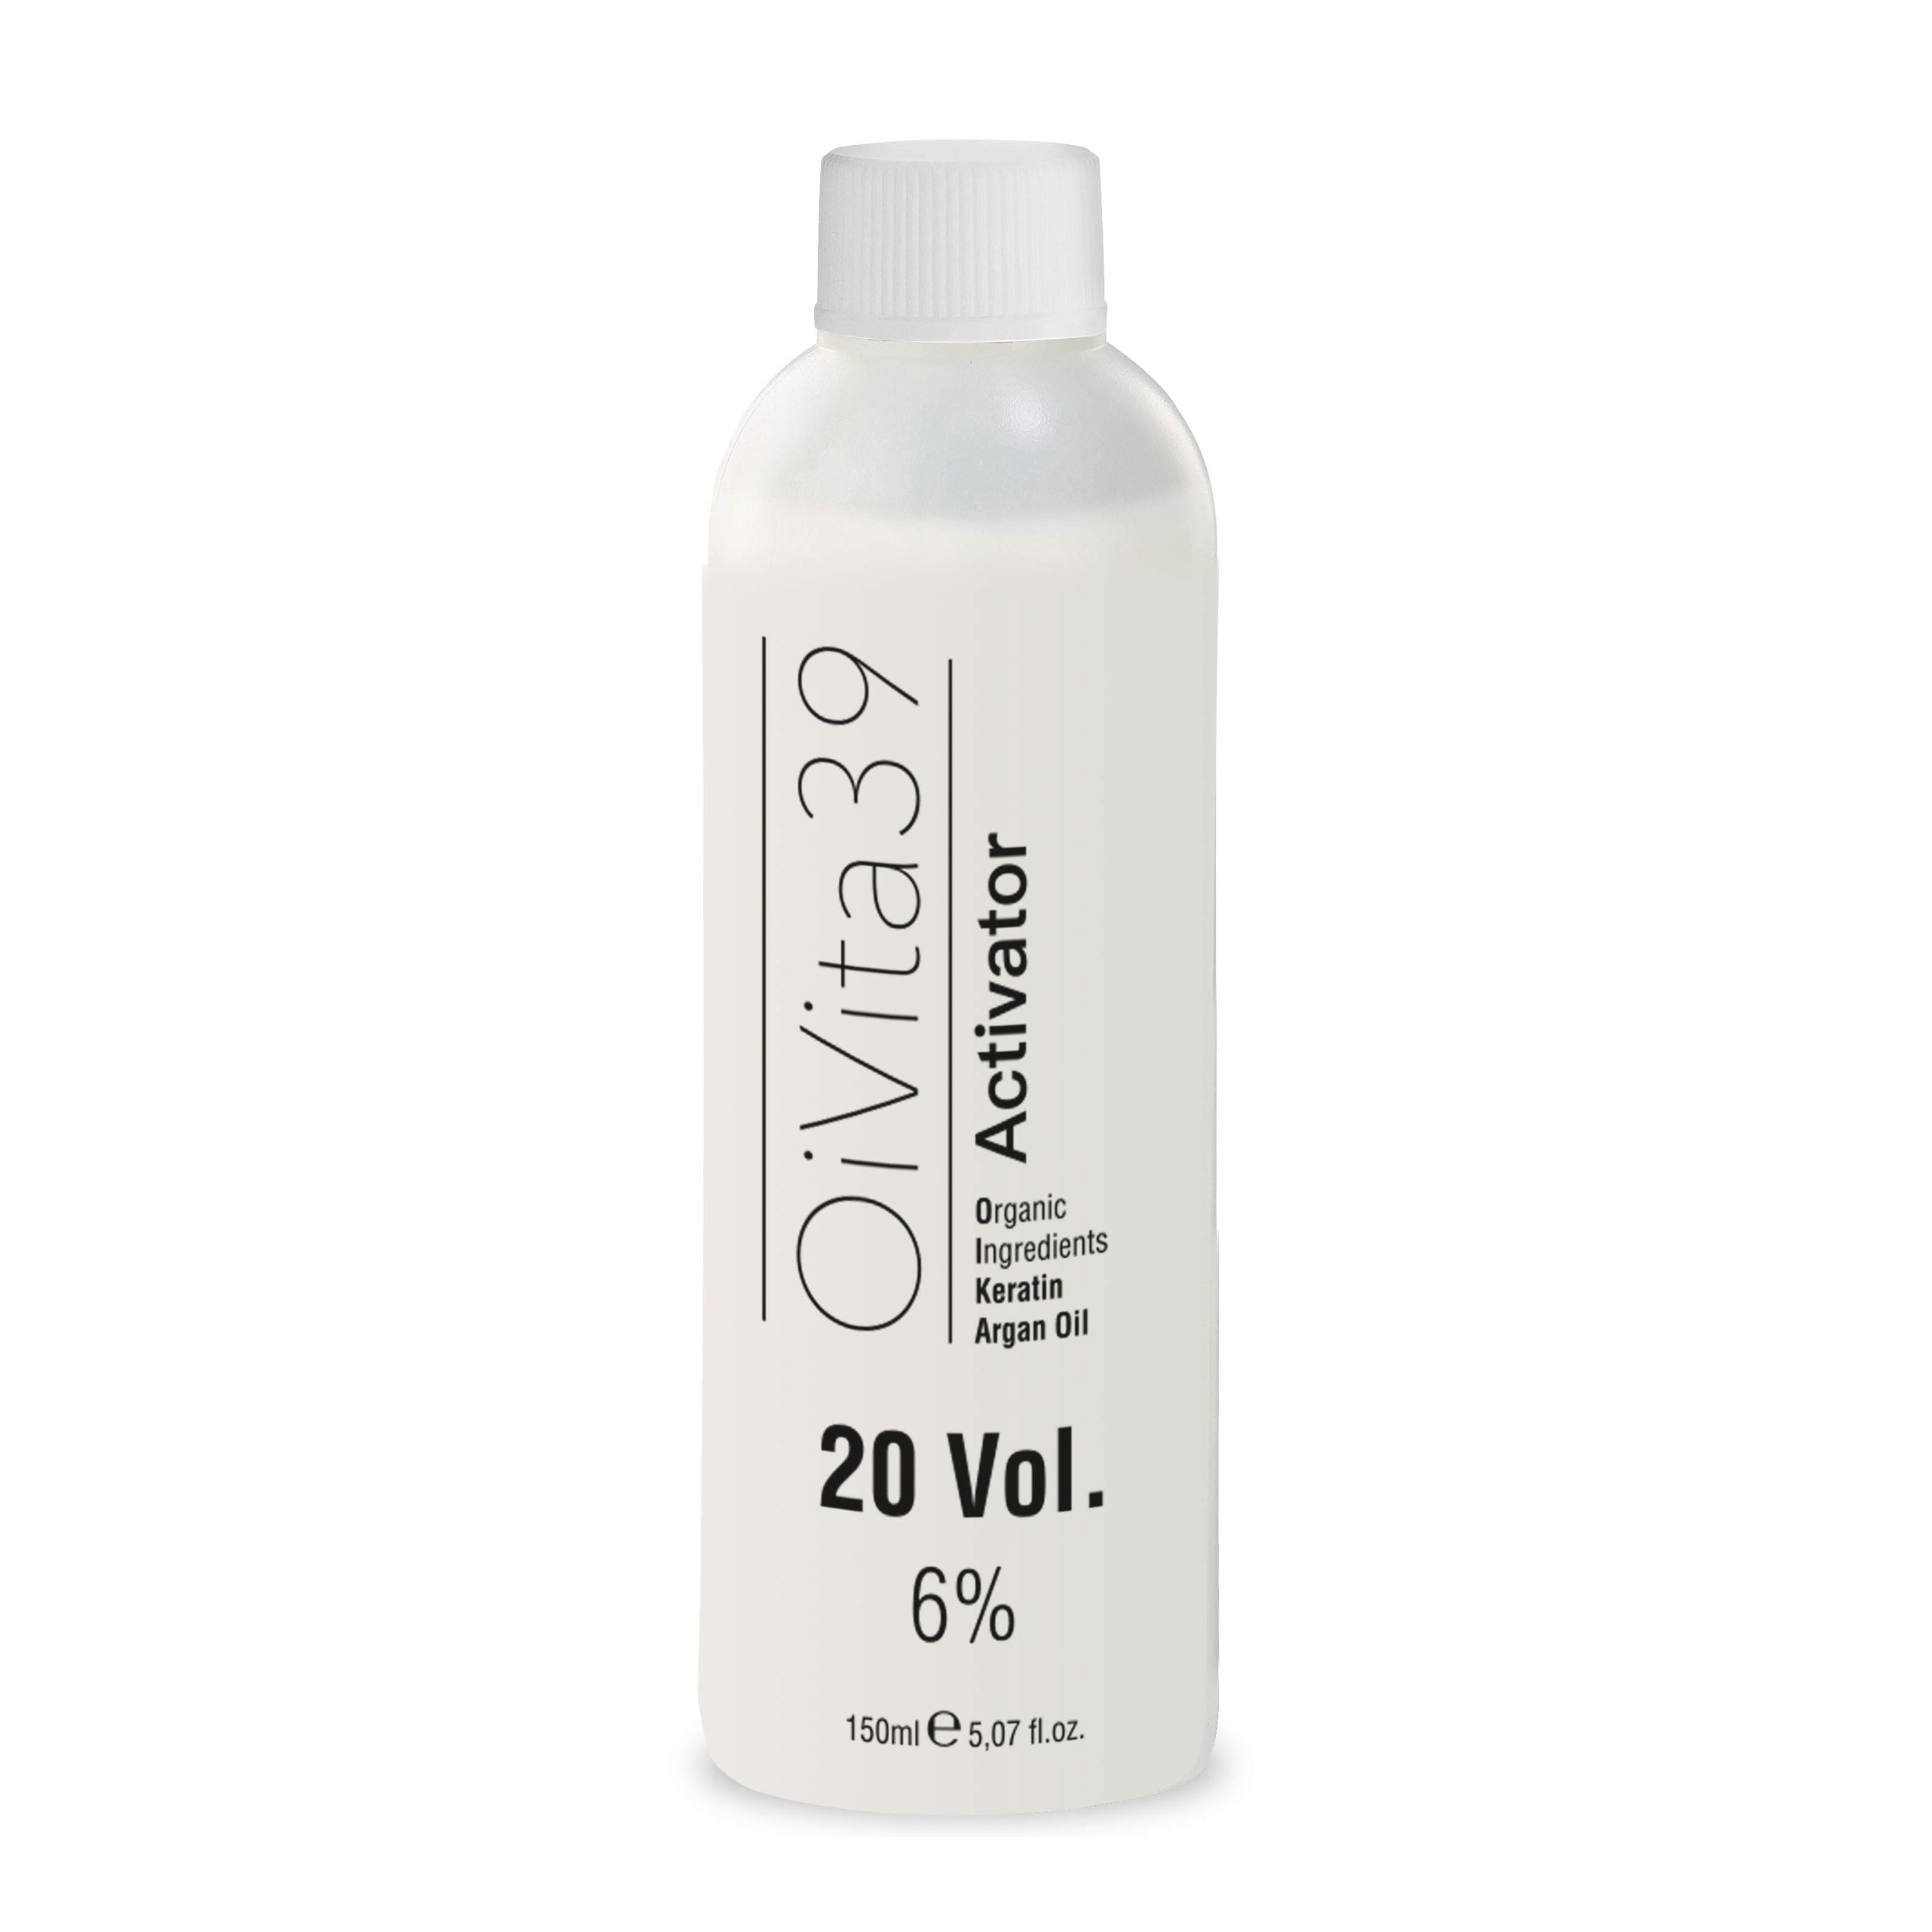 OiVita39
Activator
Organic
Ingredients
Keratin
Argan Oil
20 Vol.
6%
150ml e 5,07 fl.oz.